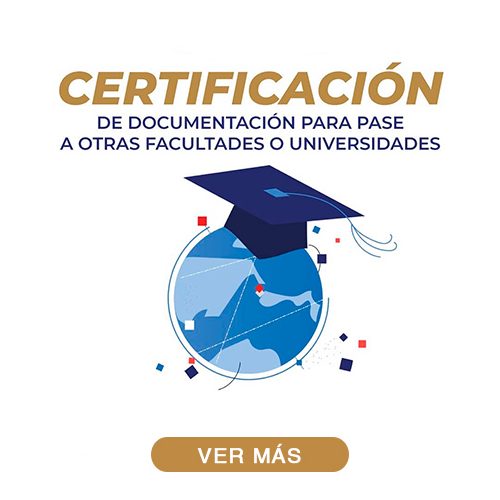 CERTIFICACIÓN
DE DOCUMENTACIÓN PARA PASE
A OTRAS FACULTADES O UNIVERSIDADES
VER MÁS